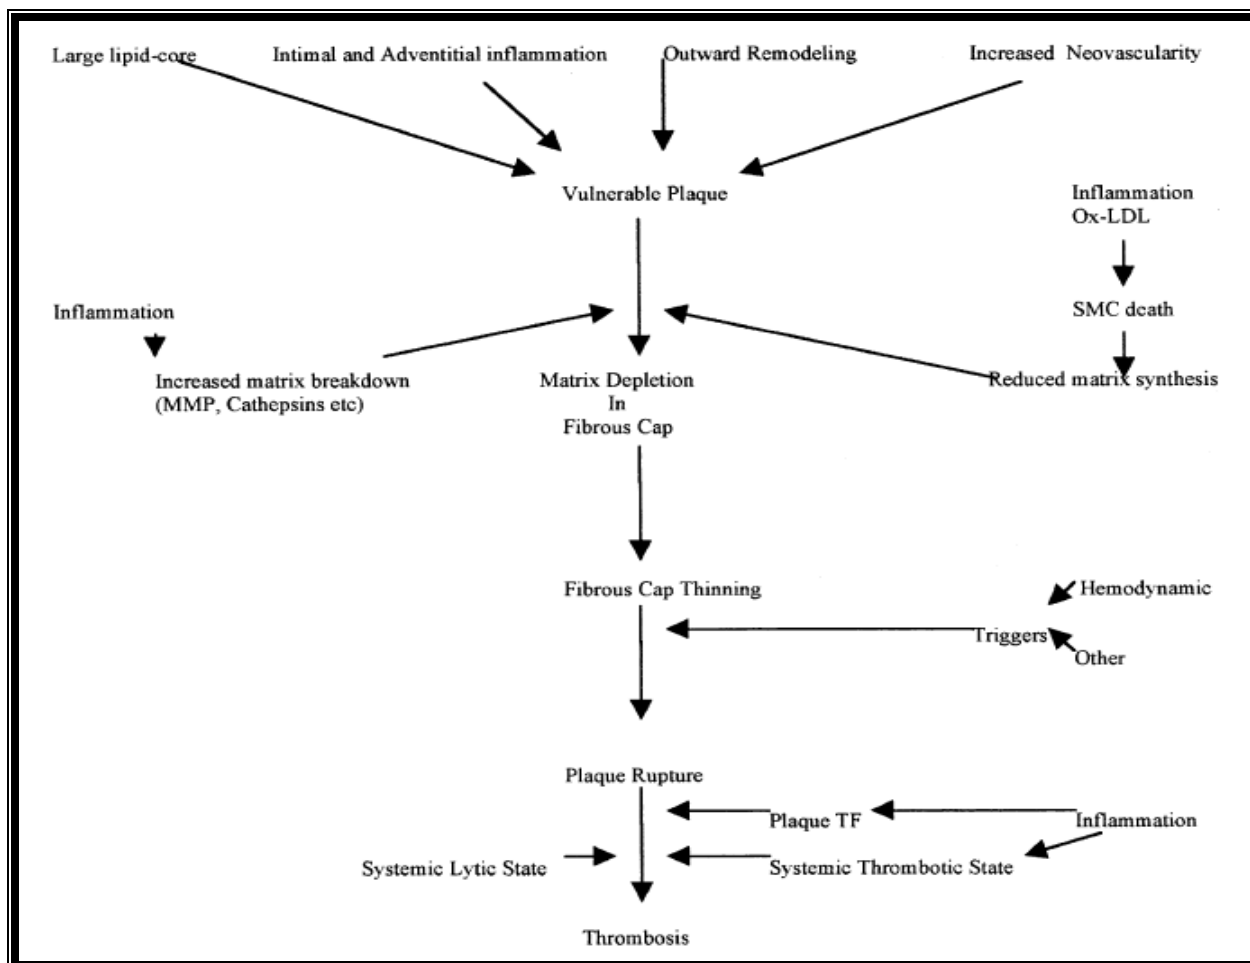 Large lipid-core
Intimal and Adventitial inflammation
Outward Remodeling
Increased Neovascularity
Vulnerable Plaque
Inflammation
Ox-LDL
Inflammation
SMC death
Increased matrix breakdown
(MMP, Cathepsins etc)
Matrix Depletion
In
Fibrous Cap
Reduced matrix synthesis
Fibrous Cap Thinning
Hemodynamic
Triggers
Other
Plaque Rupture
Plaque TF
Inflammation
Systemic Lytic State
Systemic Thrombotic State
Thrombosis